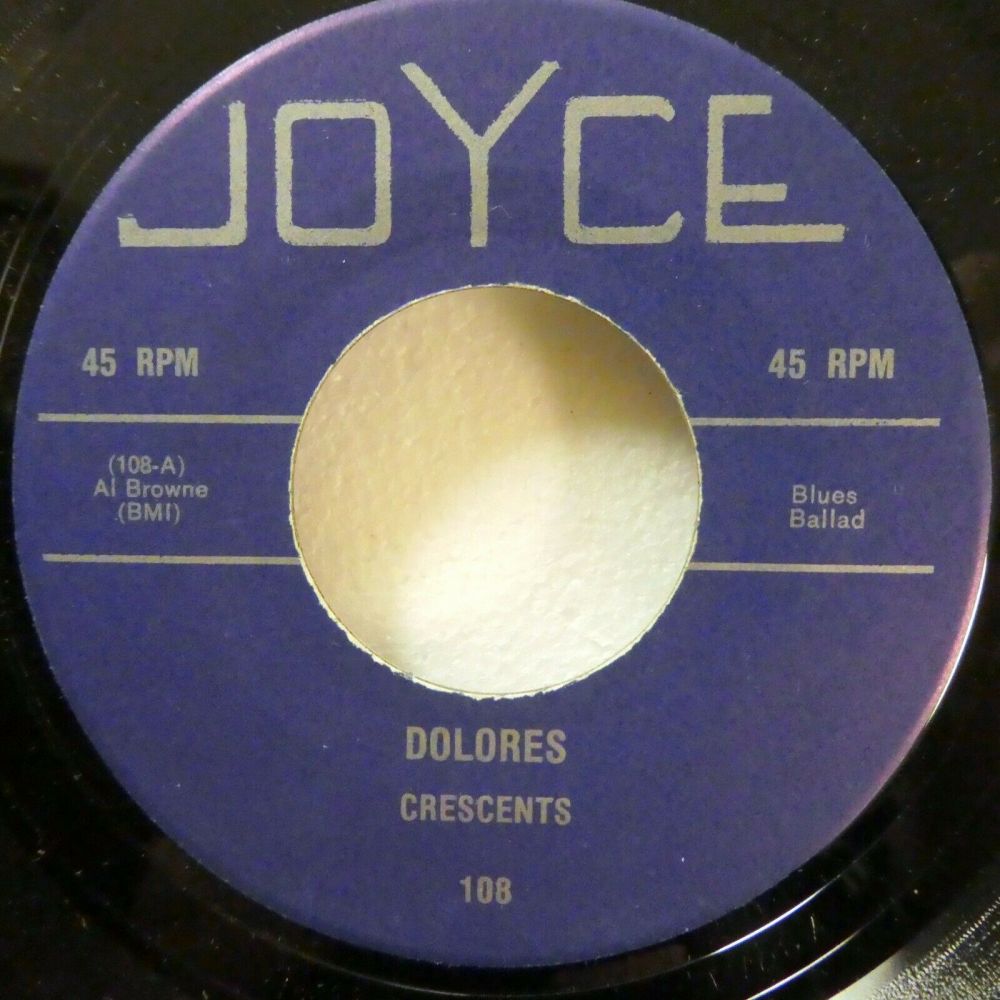 JOYCE
45 RPM
45 RPM
(108-A)
Al Browne
(BMI)
Blues
Ballad
DOLORES
CRESCENTS
108